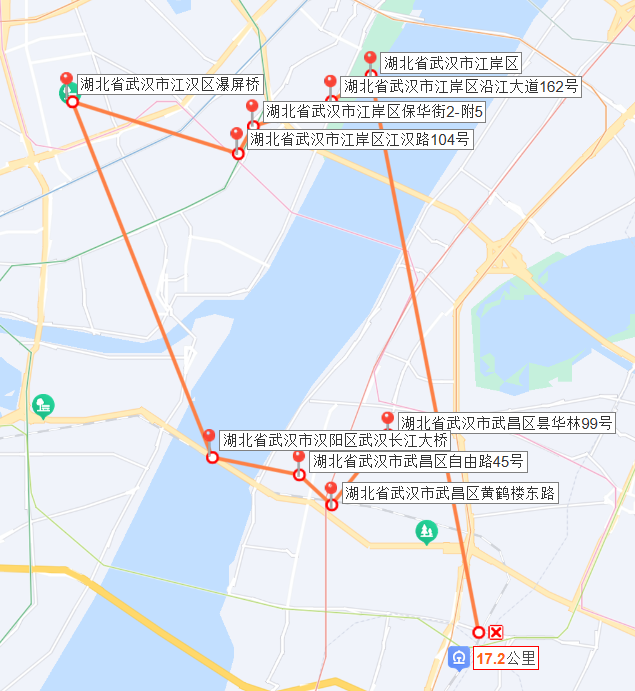 湖北省武汉市江岸区
湖北省武汉市江汉区瀑屏桥
湖北省武汉市江岸区沿江大道162号
湖北省武汉市江岸区保华街2-附5
湖北省武汉市江岸区江汉路104号
湖北省武汉市武昌区昙华林99号
湖北省武汉市汉阳区武汉长江大桥
湖北省武汉市武昌区自由路45号
湖北省武汉市武昌区黄鹤楼东路
17.2公里